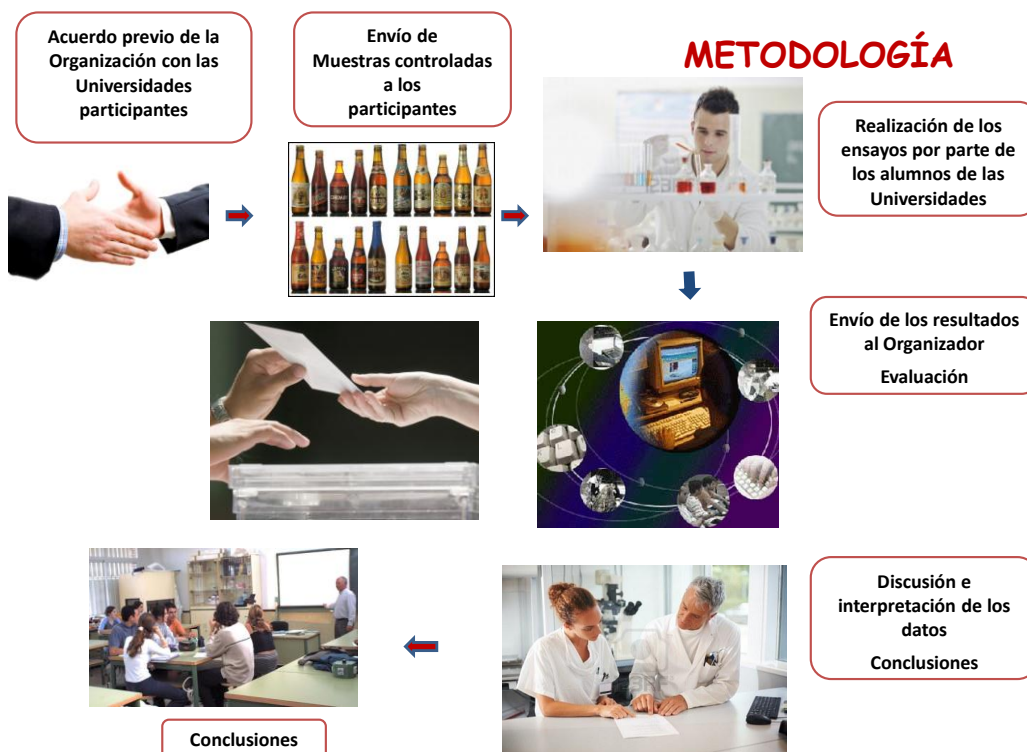 Acuerdo previo de la
Organización con las
Universidades
participantes
Envío de
Muestras controladas
a los
participantes
METODOLOGÍA
Realización de los
ensayos por parte de
los alumnos de las
Universidades
Envío de los resultados
al Organizador
Evaluación
Discusión e
interpretación de los
datos
Conclusiones
Conclusiones